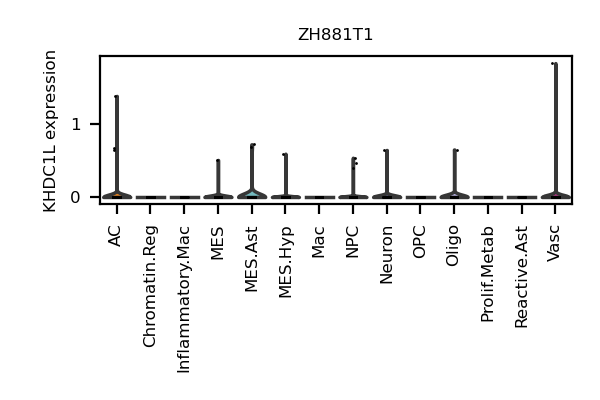 ZH881T1
KHDC1L expression
1
0
AC
Chromatin.Reg
Inflammatory.Mac
MES
MES.Ast
MES.Hyp
Mac
NPC
Neuron
OPC
Oligo
Prolif.Metab
Reactive.Ast
Vasc